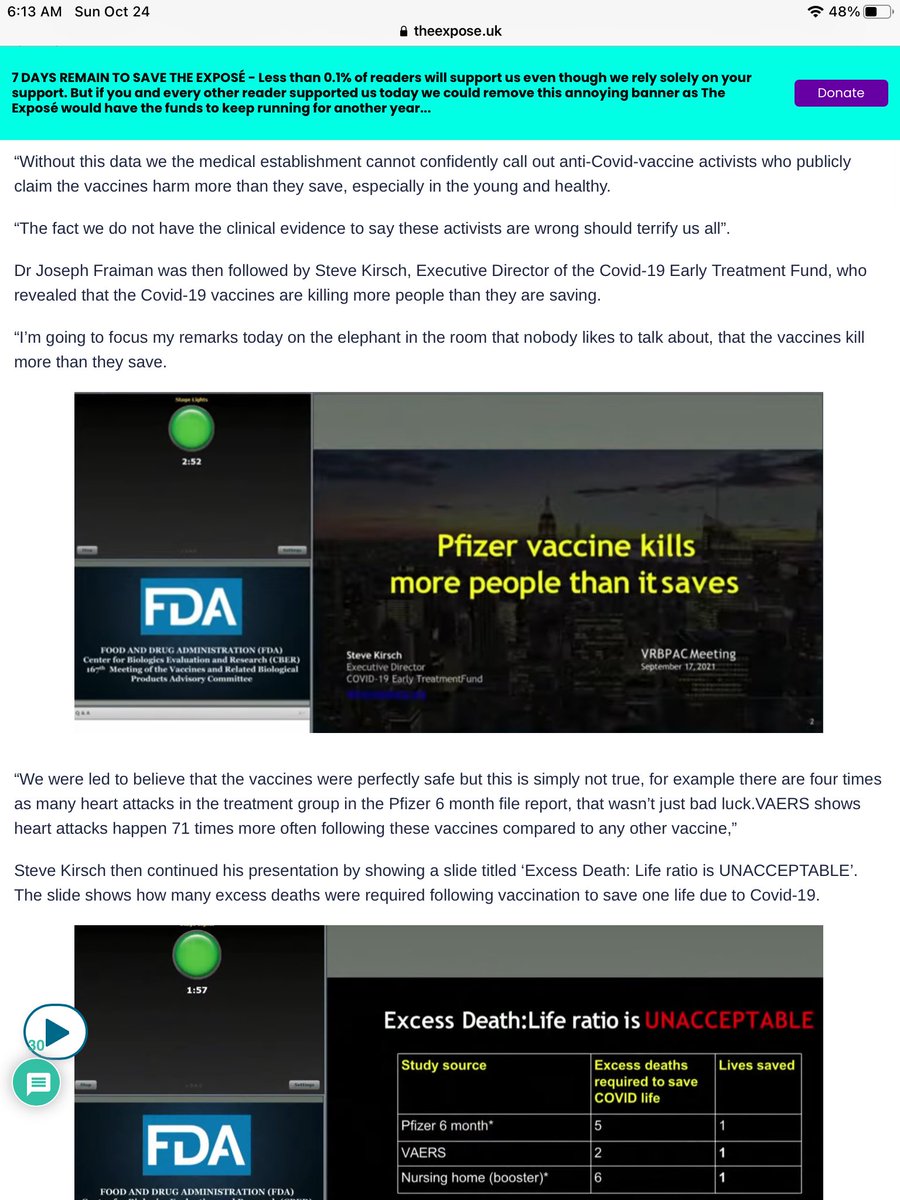 6:13 AM Sun Oct 24
48%
theexpose.uk
7 DAYS REMAIN TO SAVE THE EXPOSÉ - Less than 0.1% of readers will support us even though we rely solely on your
support. But if you and every other reader supported us today we could remove this annoying banner as The
Exposé would have the funds to keep running for another year...
Donate
“Without this data we the medical establishment cannot confidently call out anti-Covid-vaccine activists who publicly
claim the vaccines harm more than they save, especially in the young and healthy.
“The fact we do not have the clinical evidence to say these activists are wrong should terrify us all”.
Dr Joseph Fraiman was then followed by Steve Kirsch, Executive Director of the Covid-19 Early Treatment Fund, who
revealed that the Covid-19 vaccines are killing more people than they are saving.
“I’m going to focus my remarks today on the elephant in the room that nobody likes to talk about, that the vaccines kill
more than they save.
Stage Lights
2:52
Stop
Settings
FDA
FOOD AND DRUG ADMINISTRATION (FDA)
Center for Biologics Evaluation and Research (CBER)
167th Meeting of the Vaccines and Related Biological
Products Advisory Committee
Q & A
Pfizer vaccine kills
more people than it saves
Steve Kirsch
Executive Director
COVID-19 Early TreatmentFund
VRBPAC Meeting
September 17, 2021
2
“We were led to believe that the vaccines were perfectly safe but this is simply not true, for example there are four times
as many heart attacks in the treatment group in the Pfizer 6 month file report, that wasn’t just bad luck.VAERS shows
heart attacks happen 71 times more often following these vaccines compared to any other vaccine,”
Steve Kirsch then continued his presentation by showing a slide titled ‘Excess Death: Life ratio is UNACCEPTABLE’.
The slide shows how many excess deaths were required following vaccination to save one life due to Covid-19.
1:57
Stop
Settings
FDA
FOOD AND DRUG ADMINISTRATION (FDA)
30
Excess Death:Life ratio is UNACCEPTABLE
Study source
Excess deaths
required to save
COVID life
Lives saved
Pfizer 6 month* 5 1
VAERS 2 1
Nursing home (booster)* 6 1